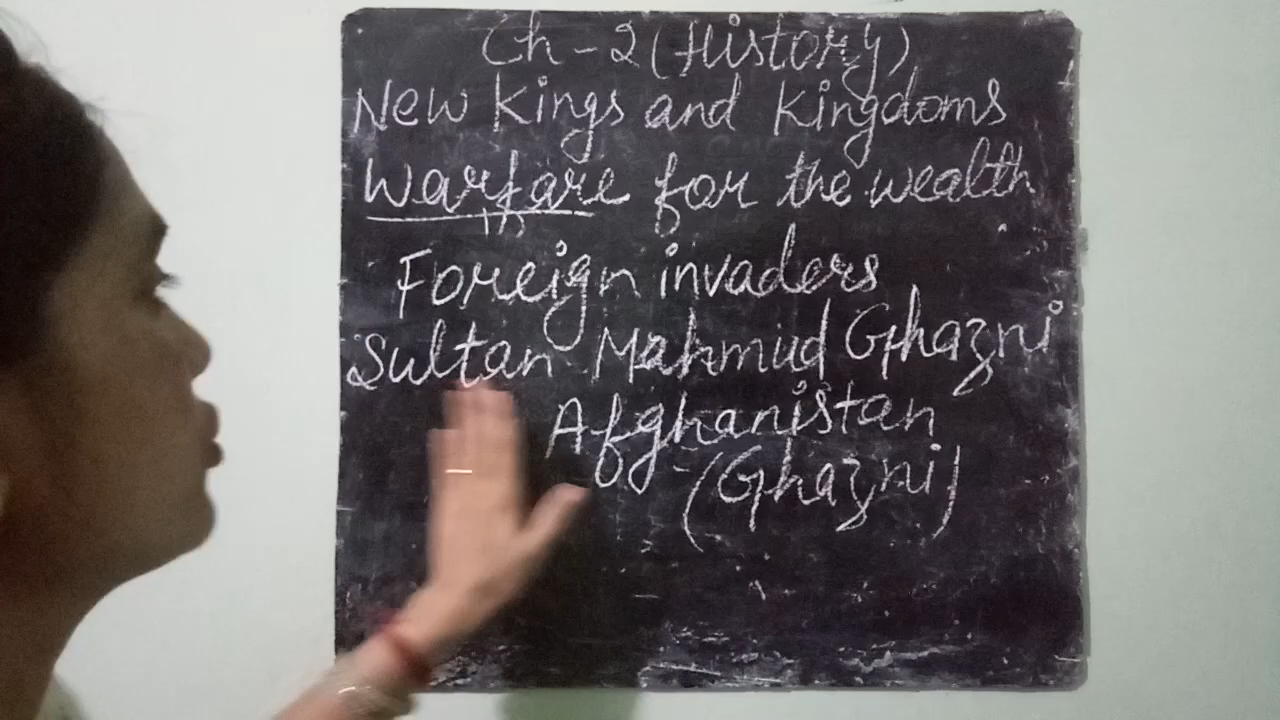 Ch - 2 (History)
New Kings and Kingdoms
Warfare for the wealth
Foreign invaders
Sultan Mahmud Ghazni
Afghanistan
(Ghazni)